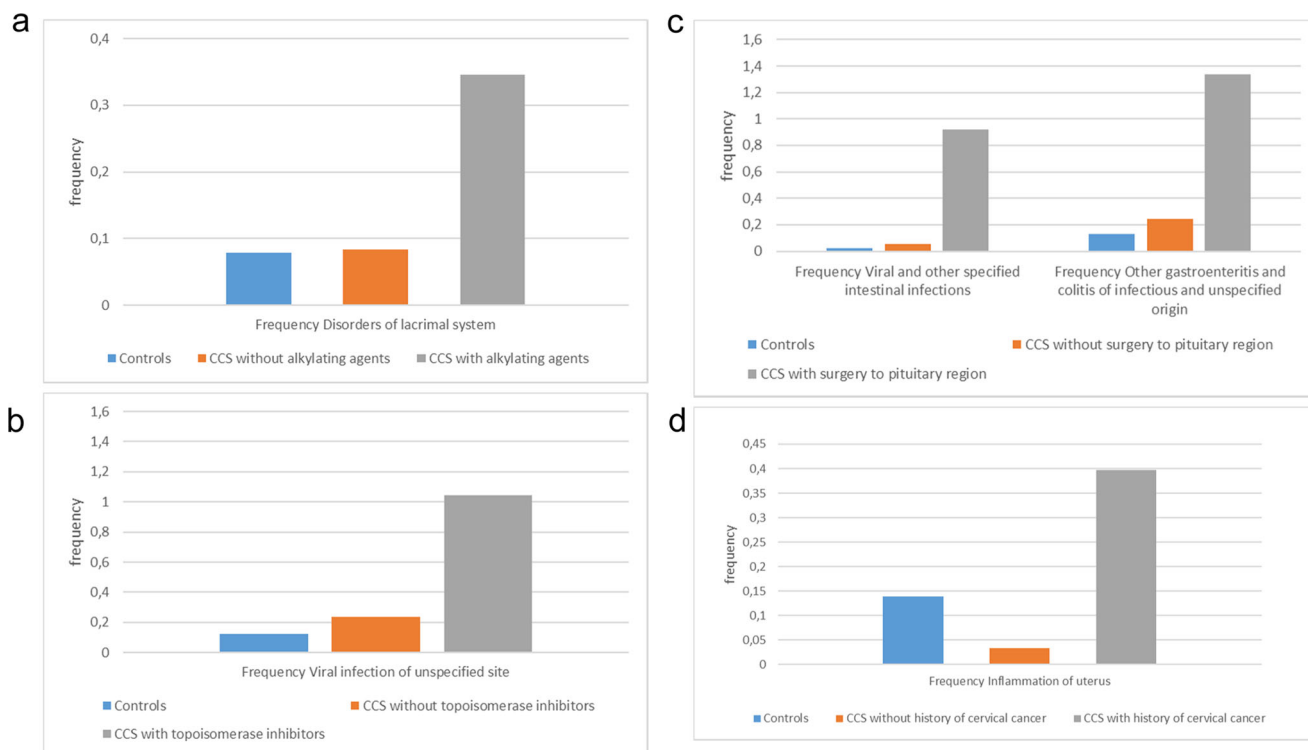 a
0,4
0,3
0,2
0,1
0
frequency
Frequency Disorders of lacrimal system
Controls
CCS without alkylating agents
CCS with alkylating agents
b
1,6
1,4
1,2
1
0,8
0,6
0,4
0,2
0
frequency
Frequency Viral infection of unspecified site
Controls
CCS without topoisomerase inhibitors
CCS with topoisomerase inhibitors
c
1,6
1,4
1,2
1
0,8
0,6
0,4
0,2
0
frequency
Frequency Viral and other specified
intestinal infections
Frequency Other gastroenteritis and
colitis of infectious and unspecified
origin
Controls
CCS without surgery to pituitary region
CCS with surgery to pituitary region
d
0,45
0,4
0,35
0,3
0,25
0,2
0,15
0,1
0,05
0
frequency
Frequency Inflammation of uterus
Controls
CCS without history of cervical cancer
CCS with history of cervical cancer